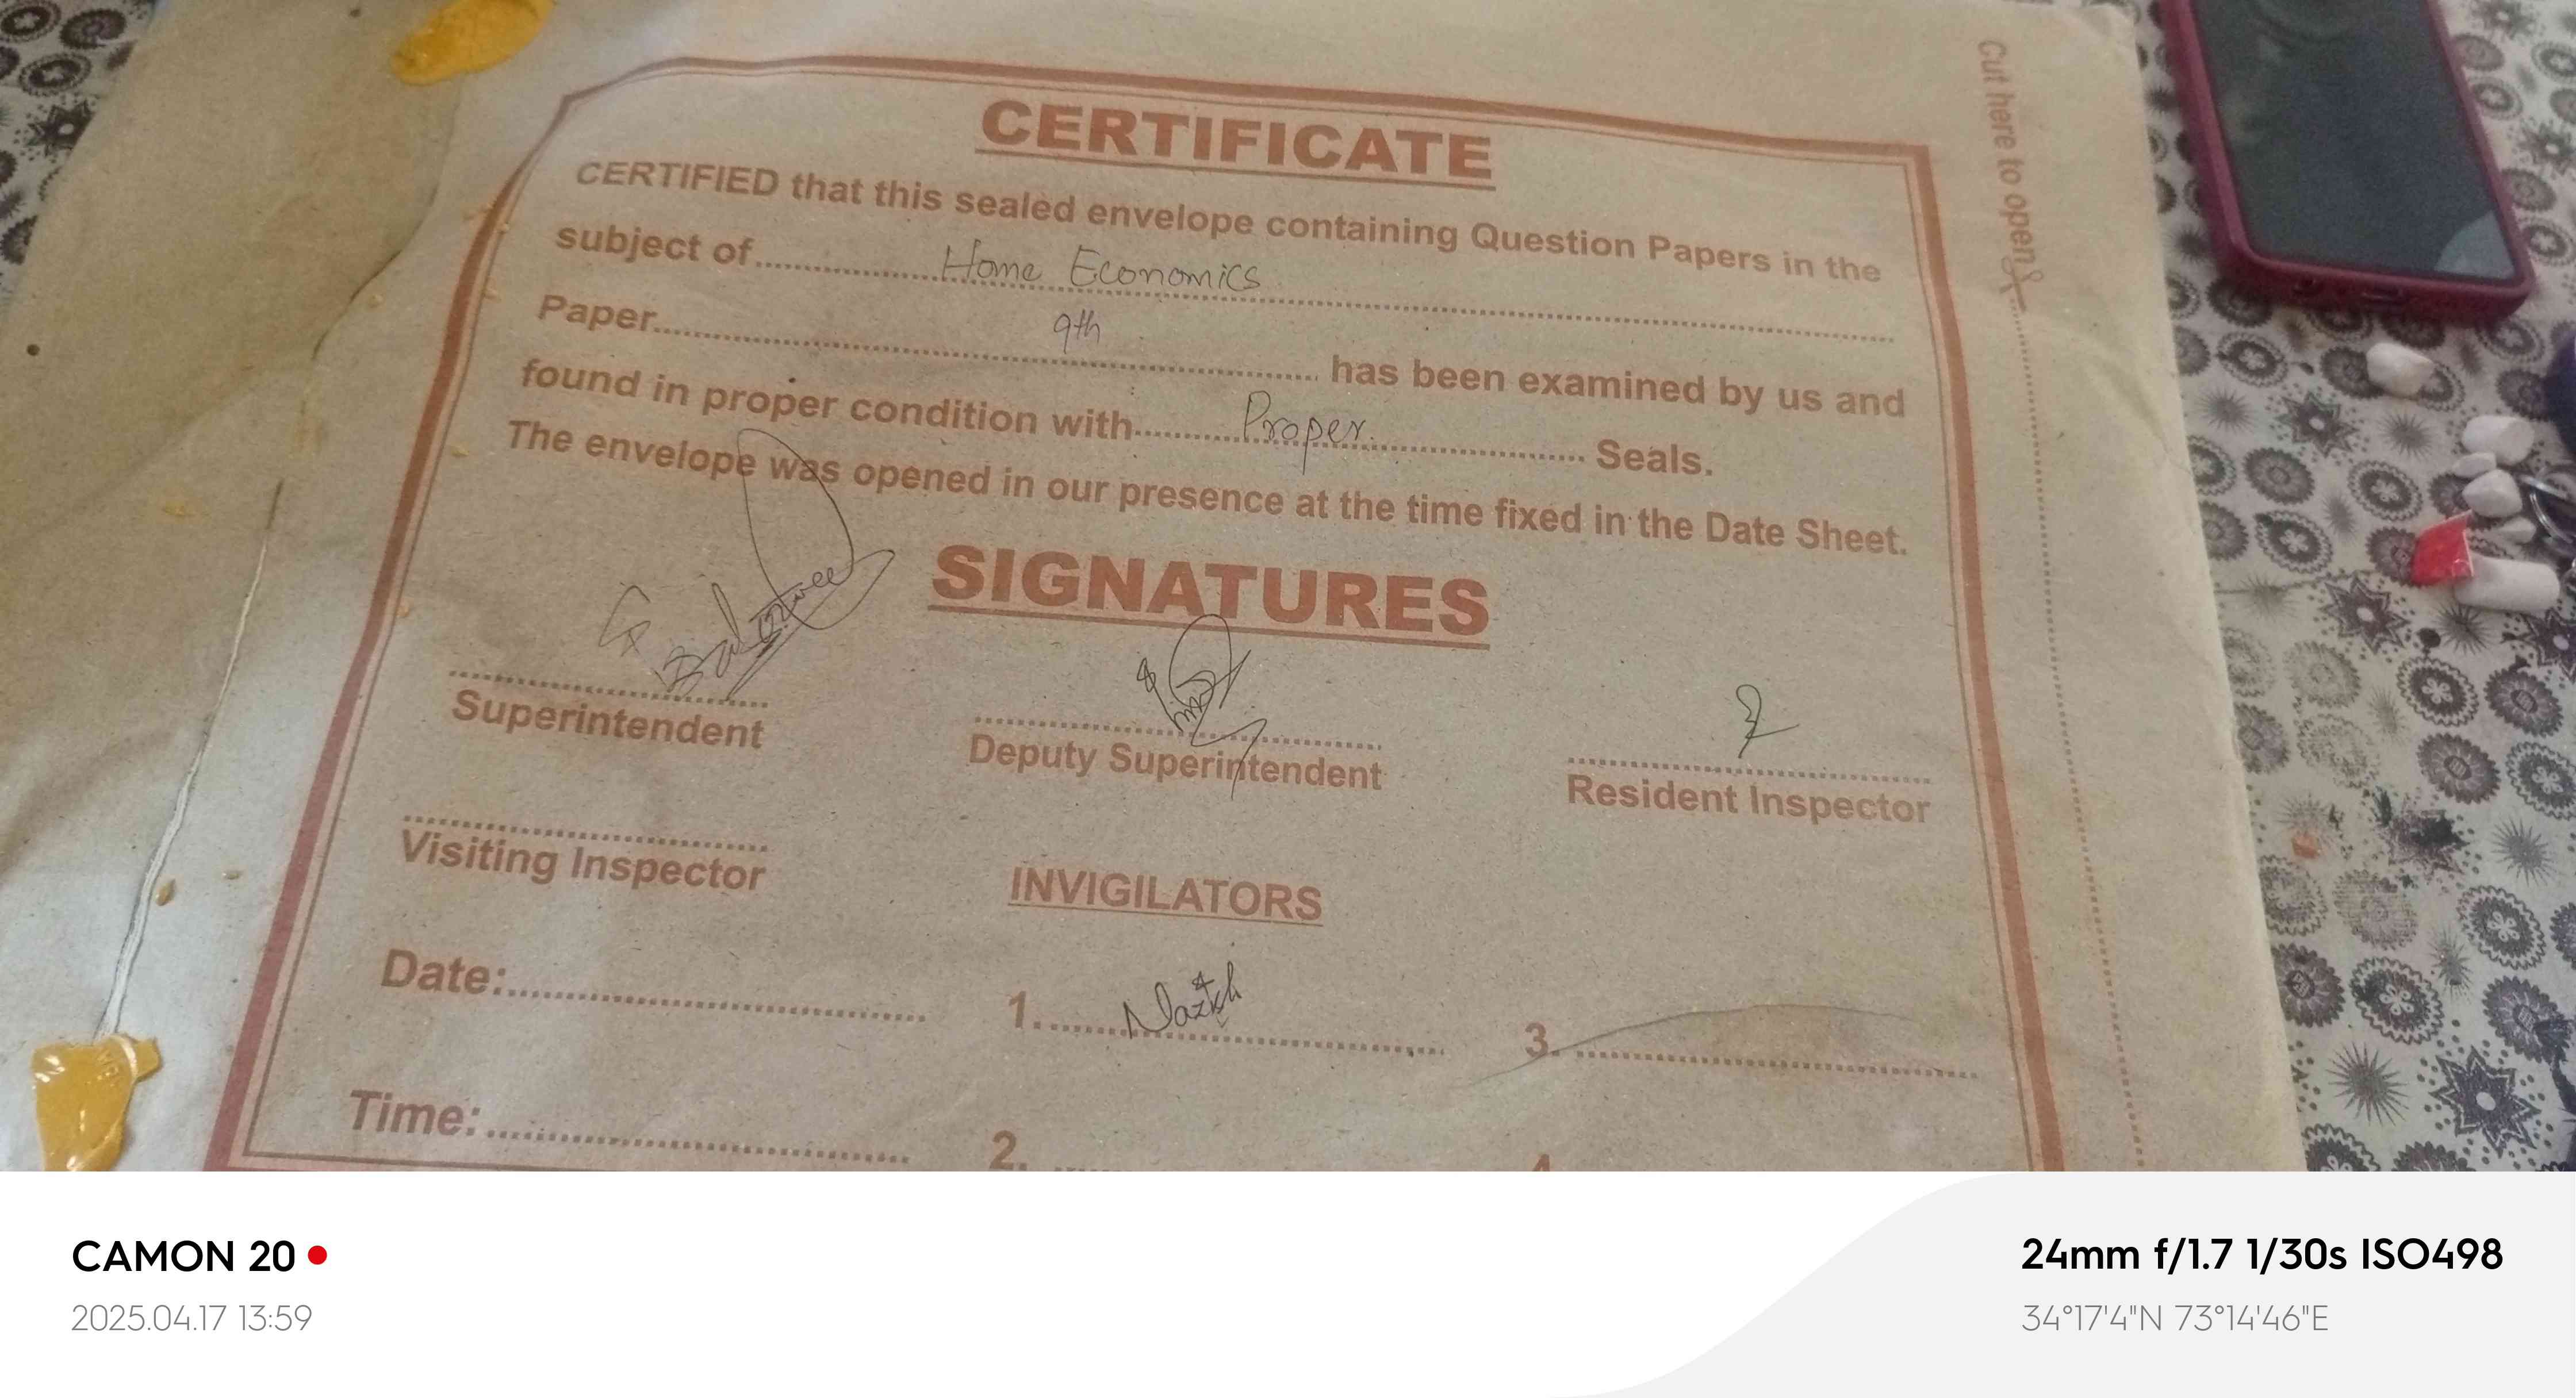 CERTIFICATE
CERTIFIED that this sealed envelope containing Question Papers in the
subject of.....Home Economics.....
Paper.....9th..... has been examined by us and
found in proper condition with.....Proper..... Seals.
The envelope was opened in our presence at the time fixed in the Date Sheet.
SIGNATURES
Superintendent
Deputy Superintendent
Resident Inspector
Visiting Inspector
INVIGILATORS
Date:.....
1.....Nazish
3.....
Time:.....
2.....
4
Cut here to open
CAMON 20
2025.04.17 13:59
24mm f/1.7 1/30s ISO498
34°17'4"N 73°14'46"E